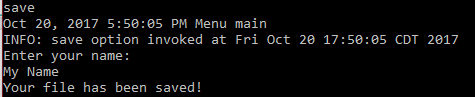 save
Oct 20, 2017 5:50:05 PM Menu main
INFO: save option invoked at Fri Oct 20 17:50:05 CDT 2017
Enter your name:
My Name
Your file has been saved!